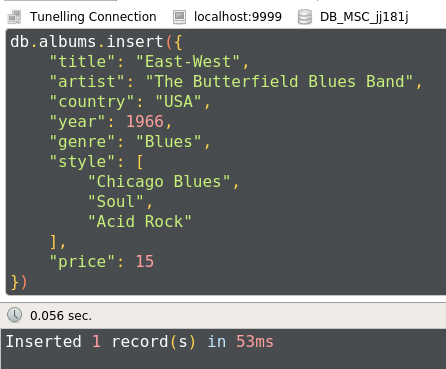 Tunelling Connection localhost:9999 DB_MSC_jj181j
db.albums.insert({
    "title": "East-West",
    "artist": "The Butterfield Blues Band",
    "country": "USA",
    "year": 1966,
    "genre": "Blues",
    "style": [
        "Chicago Blues",
        "Soul",
        "Acid Rock"
    ],
    "price": 15
})
0.056 sec.
Inserted 1 record(s) in 53ms